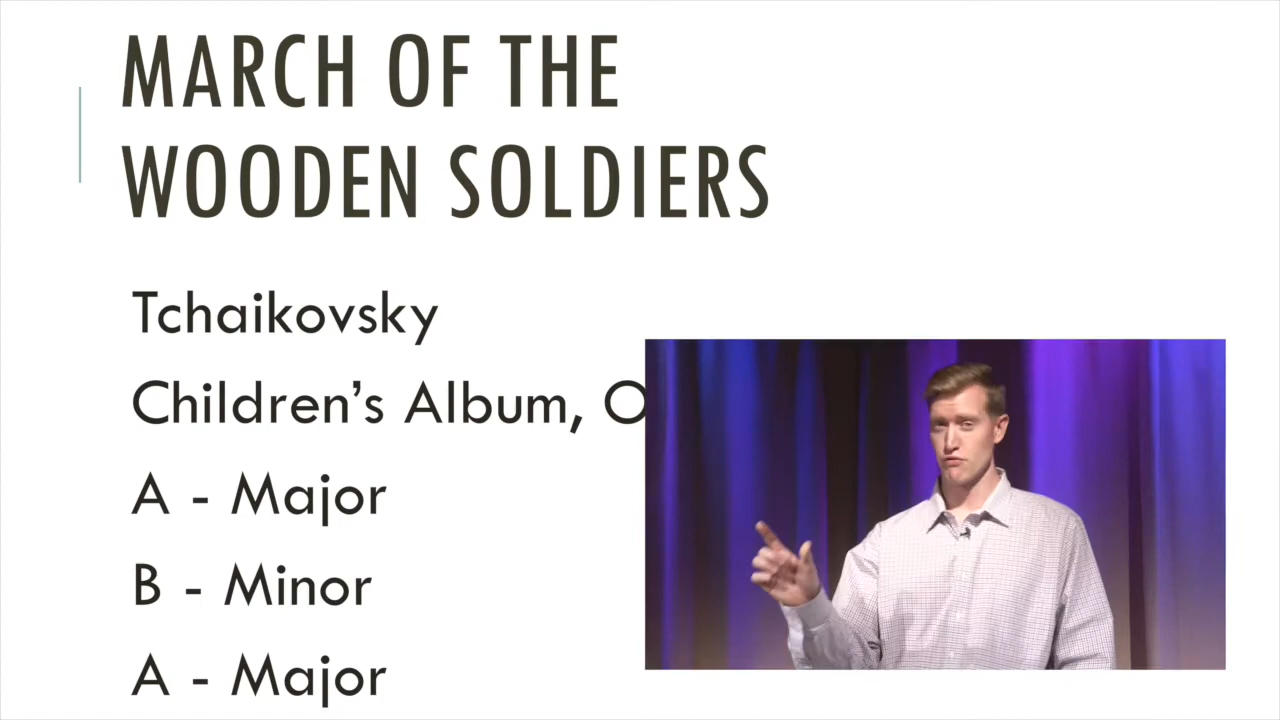 MARCH OF THE
WOODEN SOLDIERS
Tchaikovsky
Children’s Album, O
A - Major
B - Minor
A - Major